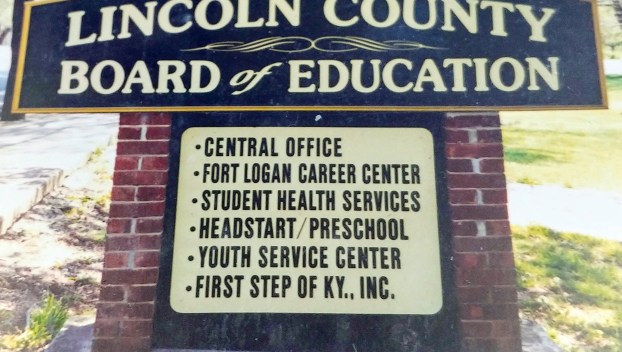 LINCOLN COUNTY
BOARD of EDUCATION
• CENTRAL OFFICE
• FORT LOGAN CAREER CENTER
• STUDENT HEALTH SERVICES
• HEADSTART/PRESCHOOL
• YOUTH SERVICE CENTER
• FIRST STEP OF KY., INC.